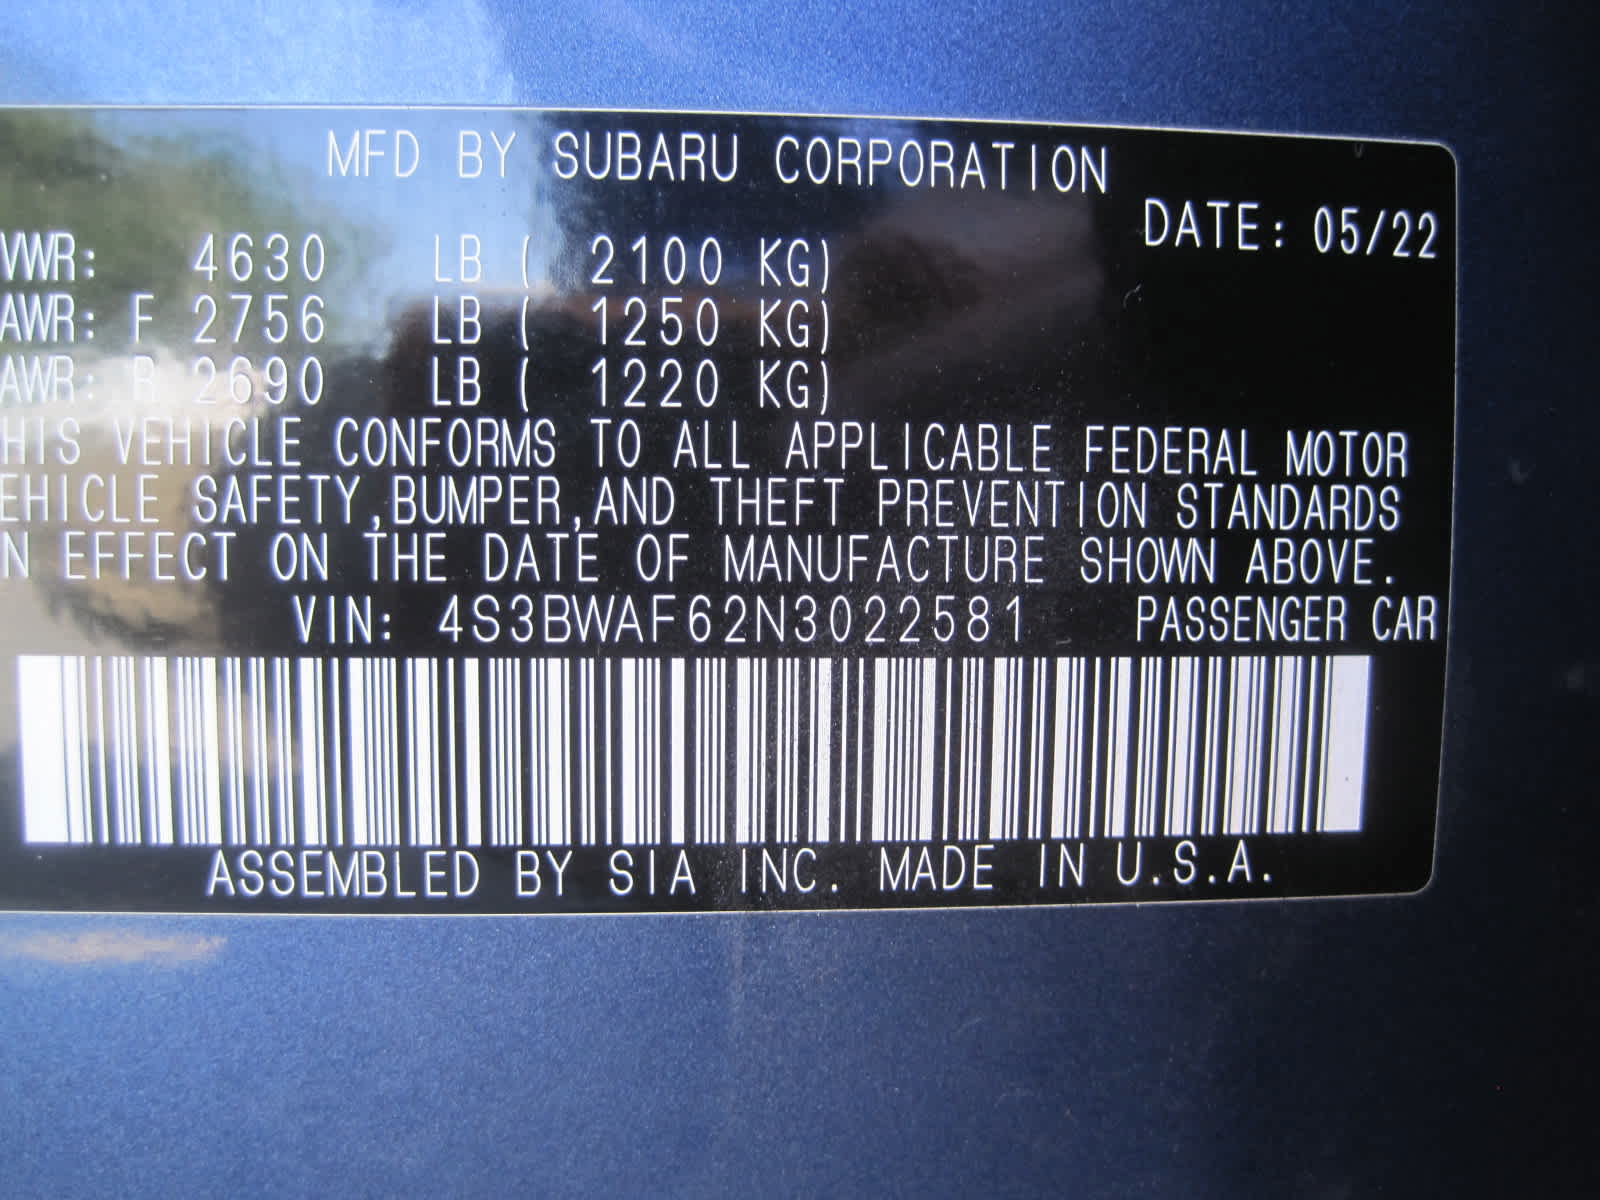 MFD BY SUBARU CORPORATION
DATE: 05/22
VWR: 4630 LB ( 2100 KG)
AWR: F 2756 LB ( 1250 KG)
AWR: R 2690 LB ( 1220 KG)
HIS VEHICLE CONFORMS TO ALL APPLICABLE FEDERAL MOTOR
EHICLE SAFETY,BUMPER,AND THEFT PREVENTION STANDARDS
N EFFECT ON THE DATE OF MANUFACTURE SHOWN ABOVE.
VIN: 4S3BWAF62N3022581 PASSENGER CAR
ASSEMBLED BY SIA INC. MADE IN U.S.A.